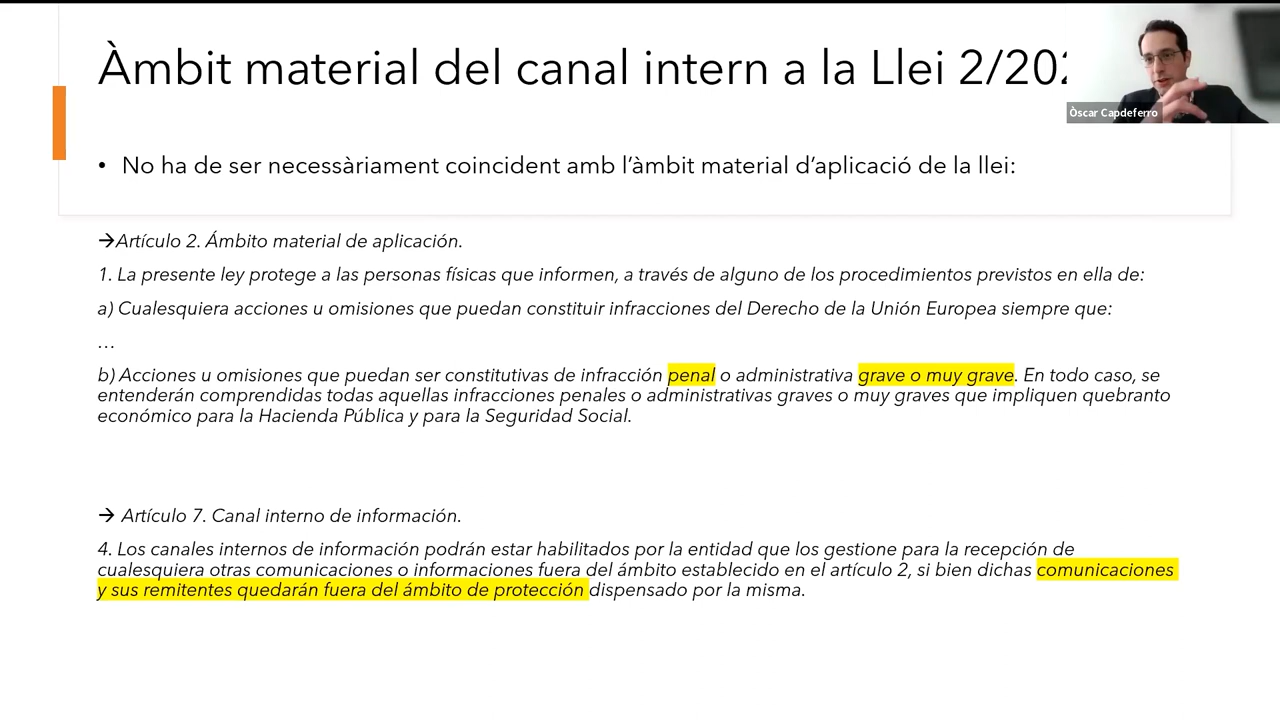 Àmbit material del canal intern a la Llei 2/202
Òscar Capdeferro
• No ha de ser necessàriament coincident amb l’àmbit material d’aplicació de la llei:
→Artículo 2. Ámbito material de aplicación.
1. La presente ley protege a las personas físicas que informen, a través de alguno de los procedimientos previstos en ella de:
a) Cualesquiera acciones u omisiones que puedan constituir infracciones del Derecho de la Unión Europea siempre que:
…
b) Acciones u omisiones que puedan ser constitutivas de infracción penal o administrativa grave o muy grave. En todo caso, se
entenderán comprendidas todas aquellas infracciones penales o administrativas graves o muy graves que impliquen quebranto
económico para la Hacienda Pública y para la Seguridad Social.
→ Artículo 7. Canal interno de información.
4. Los canales internos de información podrán estar habilitados por la entidad que los gestione para la recepción de
cualesquiera otras comunicaciones o informaciones fuera del ámbito establecido en el artículo 2, si bien dichas comunicaciones
y sus remitentes quedarán fuera del ámbito de protección dispensado por la misma.